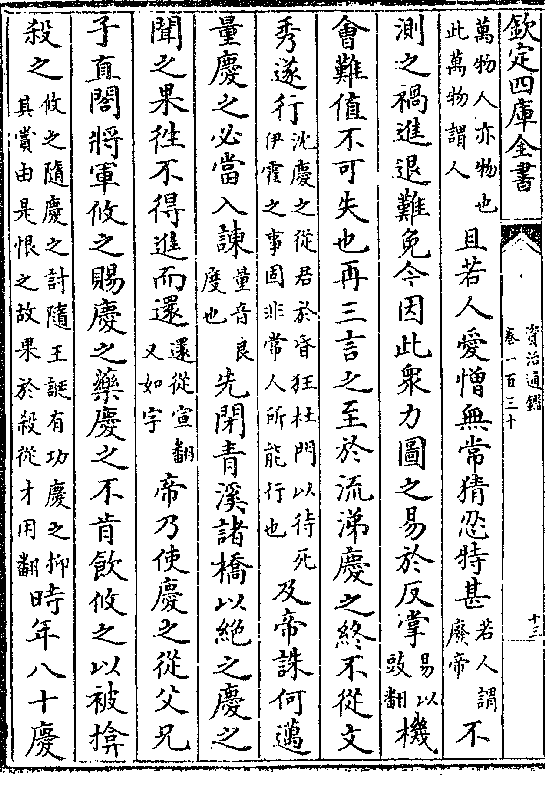 欽定四庫全書
資治通鑑
卷一百三十
十三
萬物人亦物也
此萬物謂人
且若人愛憎無常猜忍特甚
若人謂
廢帝
不
測之禍進退難免今因此衆力圖之易於反掌
易以
豉翻
機
會難值不可失也再三言之至於流涕慶之終不從文
秀遂行
沈慶之從君於昏狂杜門以待死
伊霍之事固非常人所能行也
及帝誅何邁
量慶之必當入諫
量音良
度也
先閉青溪諸橋以絶之慶之
聞之果徃不得進而還
還從宣翻
又如字
帝乃使慶之從父兄
子直閤將軍攸之賜慶之藥慶之不肯飲攸之以被揜
殺之
攸之隨慶之討隨王誕有功慶之抑
其賞由是恨之故果於殺從才用翻
時年八十慶